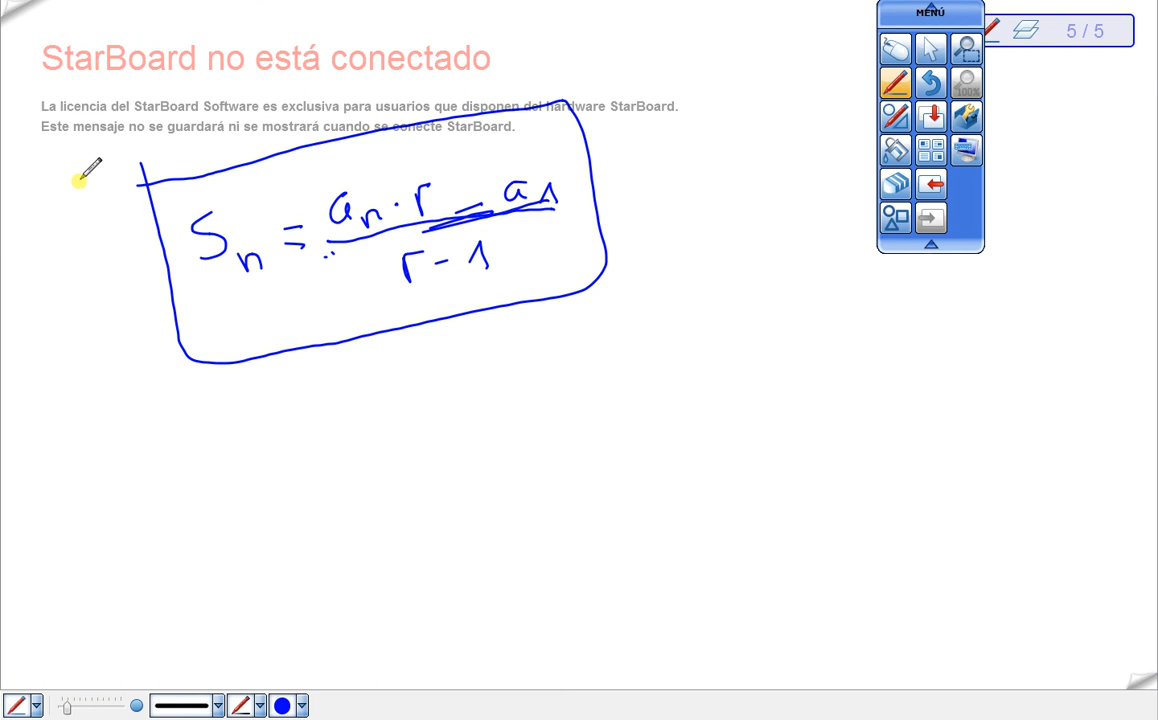 MENÚ
5 / 5
StarBoard no está conectado
La licencia del StarBoard Software es exclusiva para usuarios que disponen del hardware StarBoard.
Este mensaje no se guardará ni se mostrará cuando se conecte StarBoard.
100%
Sn = an · r - a1
r - 1